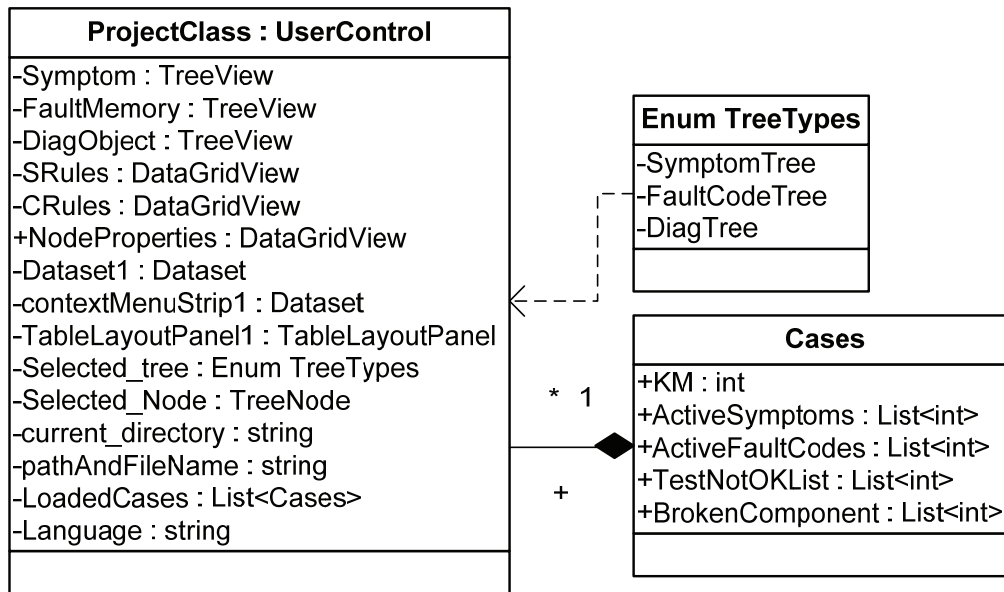 ProjectClass : UserControl
-Symptom : TreeView
-FaultMemory : TreeView
-DiagObject : TreeView
-SRules : DataGridView
-CRules : DataGridView
+NodeProperties : DataGridView
-Dataset1 : Dataset
-contextMenuStrip1 : Dataset
-TableLayoutPanel1 : TableLayoutPanel
-Selected_tree : Enum TreeTypes
-Selected_Node : TreeNode
-current_directory : string
-pathAndFileName : string
-LoadedCases : List<Cases>
-Language : string
Enum TreeTypes
-SymptomTree
-FaultCodeTree
-DiagTree
* 1
+
Cases
+KM : int
+ActiveSymptoms : List<int>
+ActiveFaultCodes : List<int>
+TestNotOKList : List<int>
+BrokenComponent : List<int>